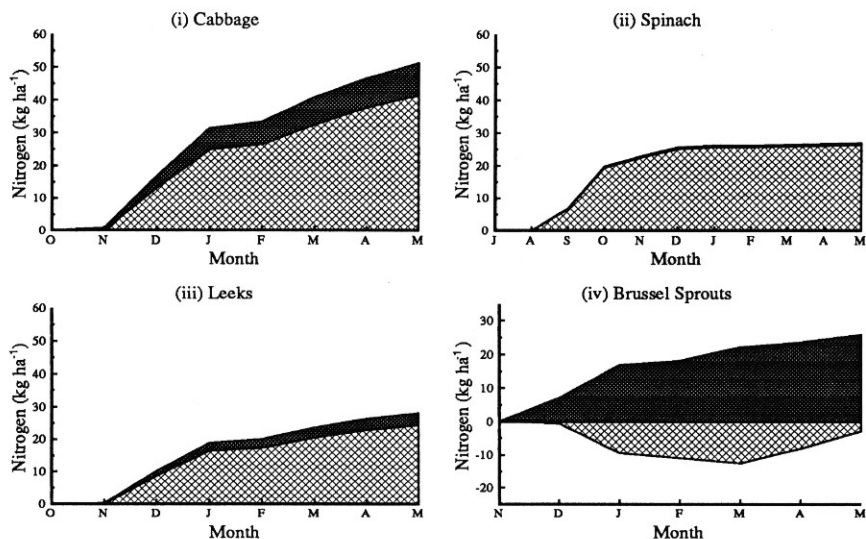 (i) Cabbage
60
50
40
30
20
10
0
Nitrogen (kg ha⁻¹)
O N D J F M A M
Month
(ii) Spinach
60
50
40
30
20
10
0
Nitrogen (kg ha⁻¹)
J A S O N D J F M A M
Month
(iii) Leeks
60
50
40
30
20
10
0
Nitrogen (kg ha⁻¹)
O N D J F M A M
Month
(iv) Brussel Sprouts
30
20
10
0
-10
-20
Nitrogen (kg ha⁻¹)
N D J F M A M
Month